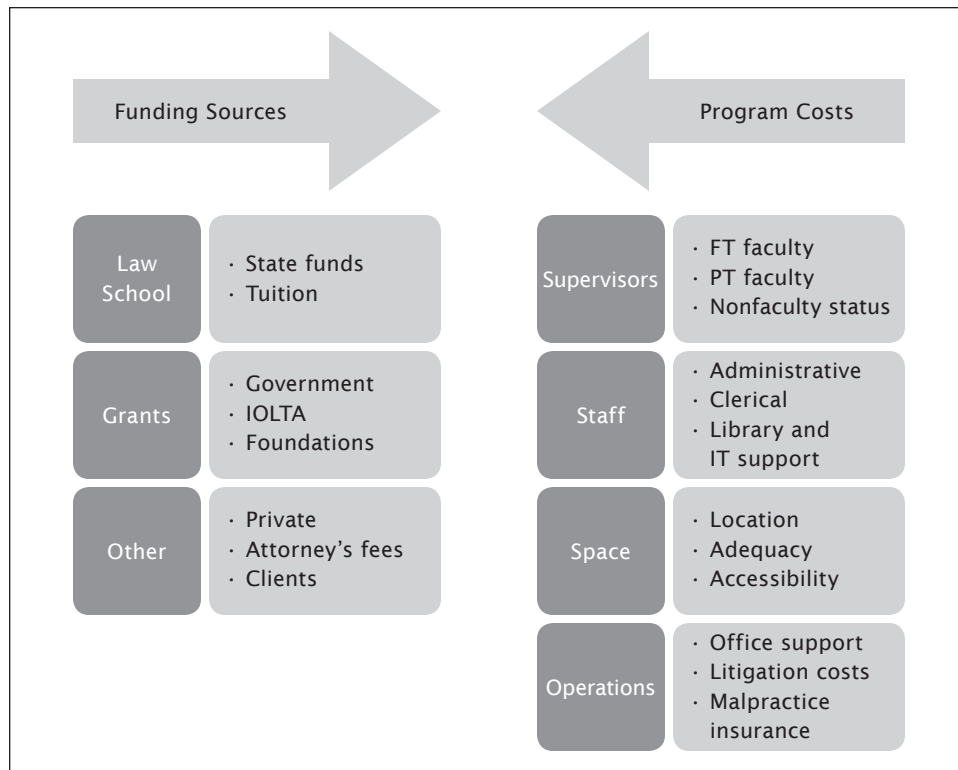 Funding Sources
Law
School
· State funds
· Tuition
Grants
· Government
· IOLTA
· Foundations
Other
· Private
· Attorney’s fees
· Clients
Program Costs
Supervisors
· FT faculty
· PT faculty
· Nonfaculty status
Staff
· Administrative
· Clerical
· Library and
IT support
Space
· Location
· Adequacy
· Accessibility
Operations
· Office support
· Litigation costs
· Malpractice
insurance